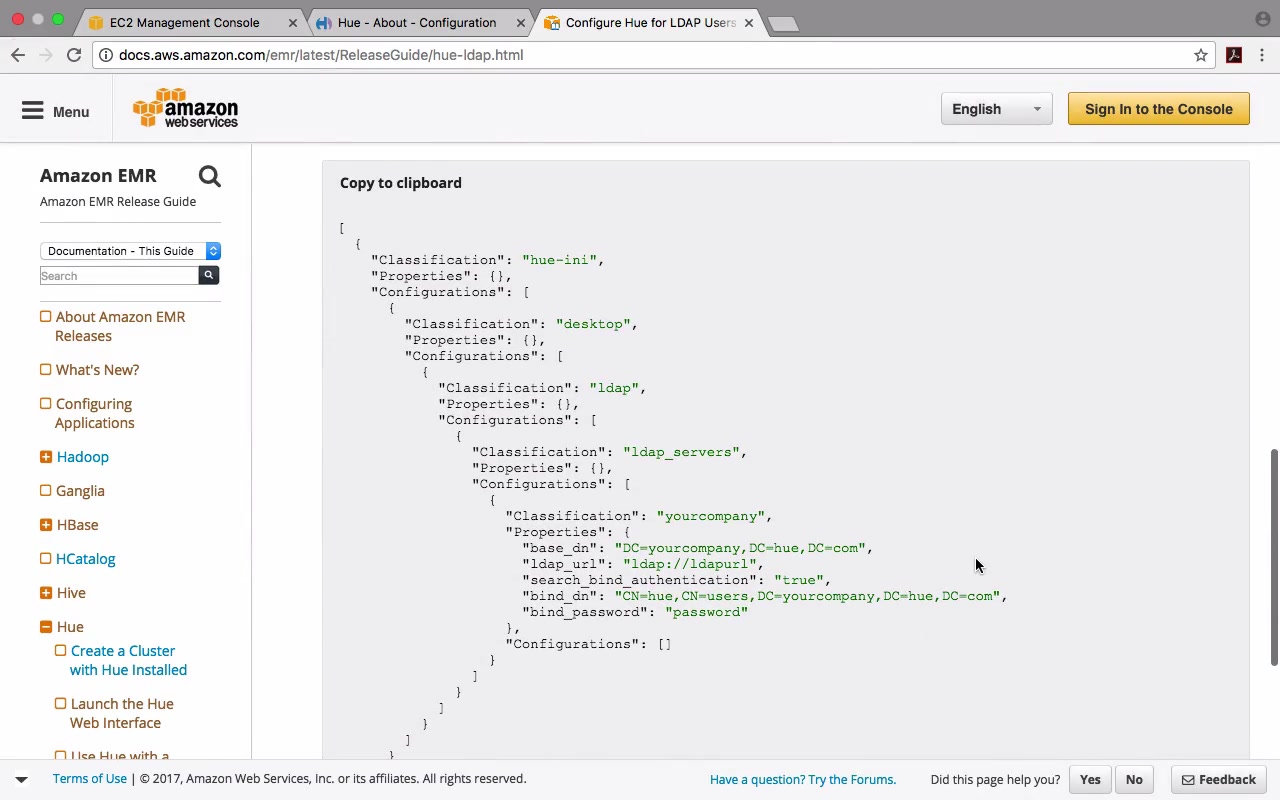 EC2 Management Console
Hue - About - Configuration
Configure Hue for LDAP Users
docs.aws.amazon.com/emr/latest/ReleaseGuide/hue-ldap.html
Menu
amazon
webservices
English
Sign In to the Console
Amazon EMR
Amazon EMR Release Guide
Documentation - This Guide
Search
About Amazon EMR
Releases
What's New?
Configuring
Applications
Hadoop
Ganglia
HBase
HCatalog
Hive
Hue
Create a Cluster
with Hue Installed
Launch the Hue
Web Interface
Use Hue with a
Copy to clipboard
[
{
"Classification": "hue-ini",
"Properties": {},
"Configurations": [
{
"Classification": "desktop",
"Properties": {},
"Configurations": [
{
"Classification": "ldap",
"Properties": {},
"Configurations": [
{
"Classification": "ldap_servers",
"Properties": {},
"Configurations": [
{
"Classification": "yourcompany",
"Properties": {
"base_dn": "DC=yourcompany,DC=hue,DC=com",
"ldap_url": "ldap://ldapurl",
"search_bind_authentication": "true",
"bind_dn": "CN=hue,CN=users,DC=yourcompany,DC=hue,DC=com",
"bind_password": "password"
},
"Configurations": []
}
]
}
]
}
]
}
Terms of Use | © 2017, Amazon Web Services, Inc. or its affiliates. All rights reserved.
Have a question? Try the Forums.
Did this page help you?
Yes
No
Feedback